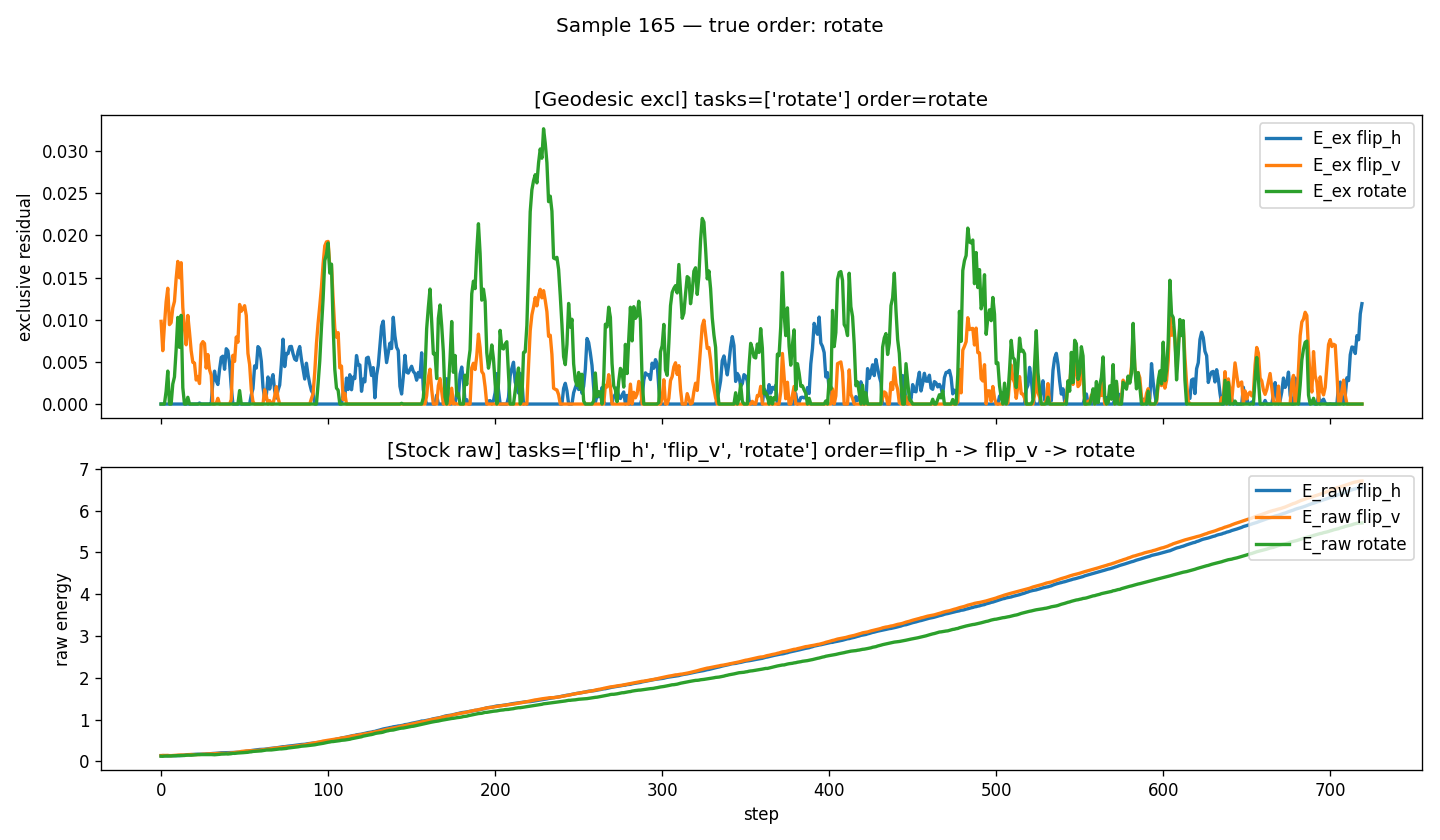 Sample 165 — true order: rotate
[Geodesic excl] tasks=['rotate'] order=rotate
exclusive residual
0.030
0.025
0.020
0.015
0.010
0.005
0.000
E_ex flip_h
E_ex flip_v
E_ex rotate
[Stock raw] tasks=['flip_h', 'flip_v', 'rotate'] order=flip_h -> flip_v -> rotate
raw energy
7
6
5
4
3
2
1
0
E_raw flip_h
E_raw flip_v
E_raw rotate
0 100 200 300 400 500 600 700
step